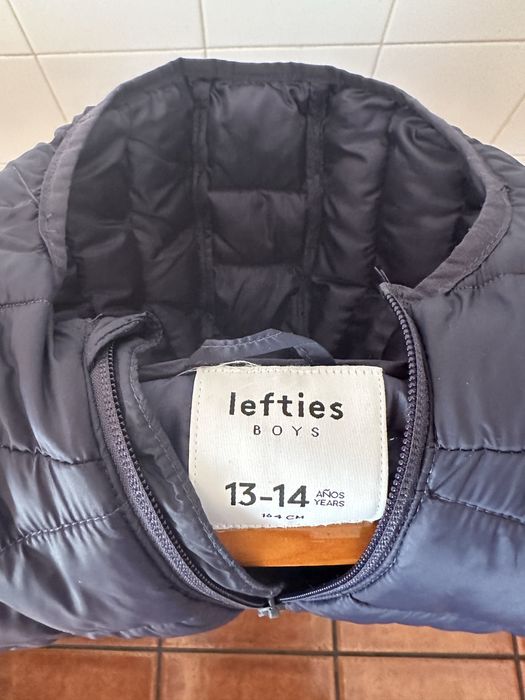 lefties
BOYS
13-14 AÑOS
YEARS
164 CM